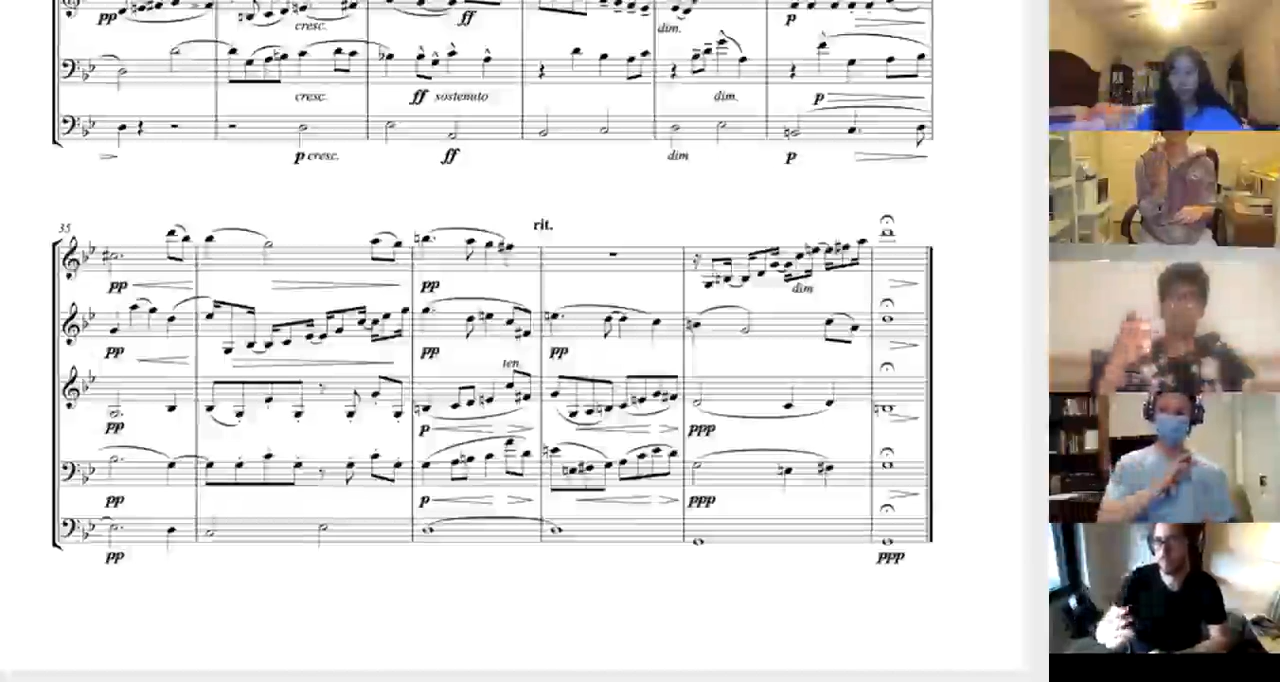 pp cresc. ff dim. p
cresc. ff sostenuto dim. p
p cresc. ff dim p
35 rit.
pp pp dim
pp pp pp
ten.
pp p ppp
pp p ppp
pp ppp